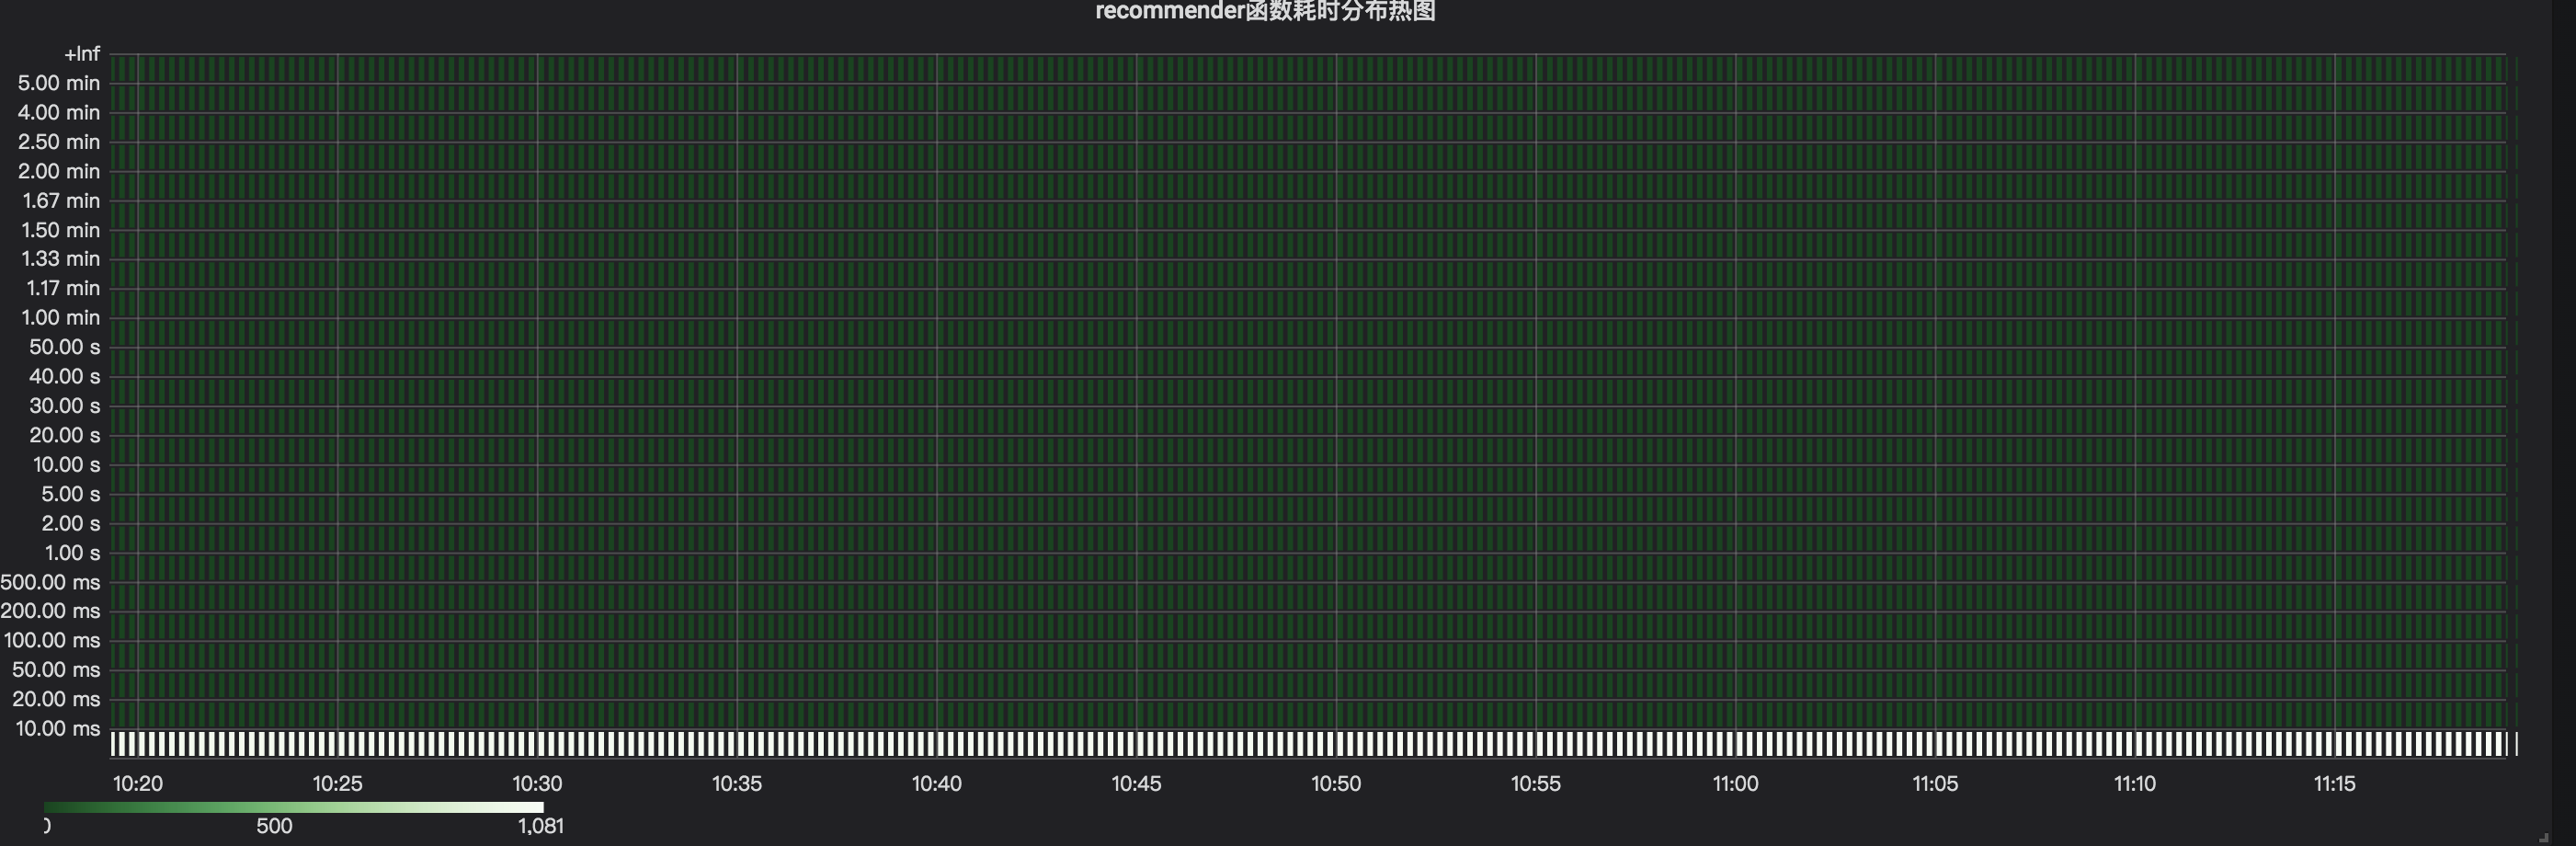 recommender函数耗时分布热图
+Inf
5.00 min
4.00 min
2.50 min
2.00 min
1.67 min
1.50 min
1.33 min
1.17 min
1.00 min
50.00 s
40.00 s
30.00 s
20.00 s
10.00 s
5.00 s
2.00 s
1.00 s
500.00 ms
200.00 ms
100.00 ms
50.00 ms
20.00 ms
10.00 ms
10:20 10:25 10:30 10:35 10:40 10:45 10:50 10:55 11:00 11:05 11:10 11:15
0 500 1,081